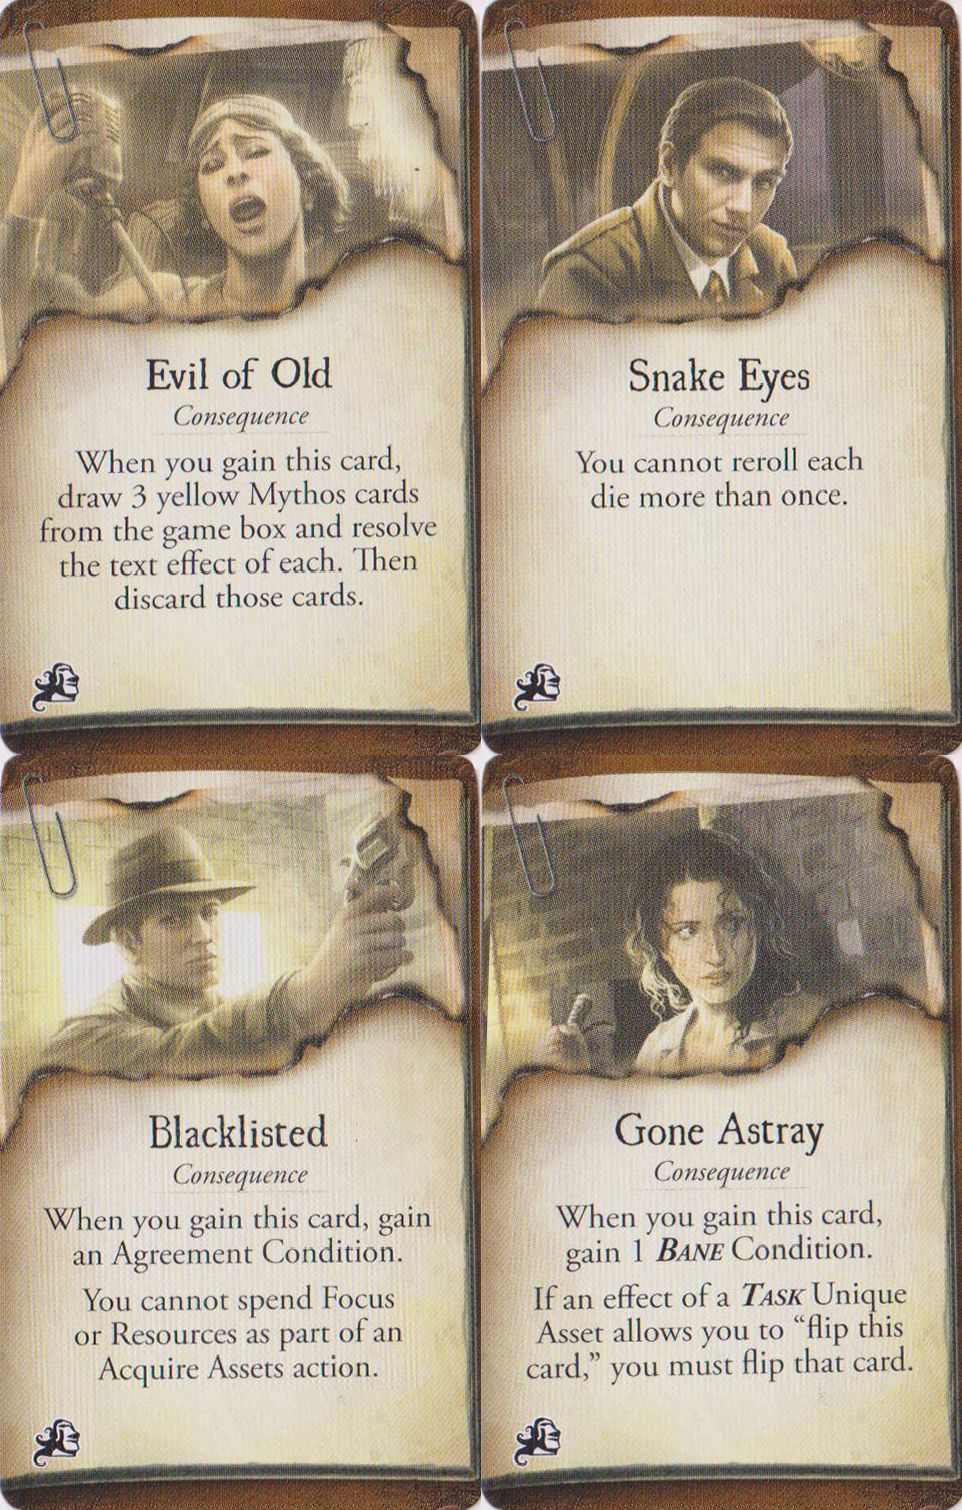 Evil of Old
Consequence
When you gain this card,
draw 3 yellow Mythos cards
from the game box and resolve
the text effect of each. Then
discard those cards.
Snake Eyes
Consequence
You cannot reroll each
die more than once.
Blacklisted
Consequence
When you gain this card, gain
an Agreement Condition.
You cannot spend Focus
or Resources as part of an
Acquire Assets action.
Gone Astray
Consequence
When you gain this card,
gain 1 BANE Condition.
If an effect of a TASK Unique
Asset allows you to “flip this
card,” you must flip that card.